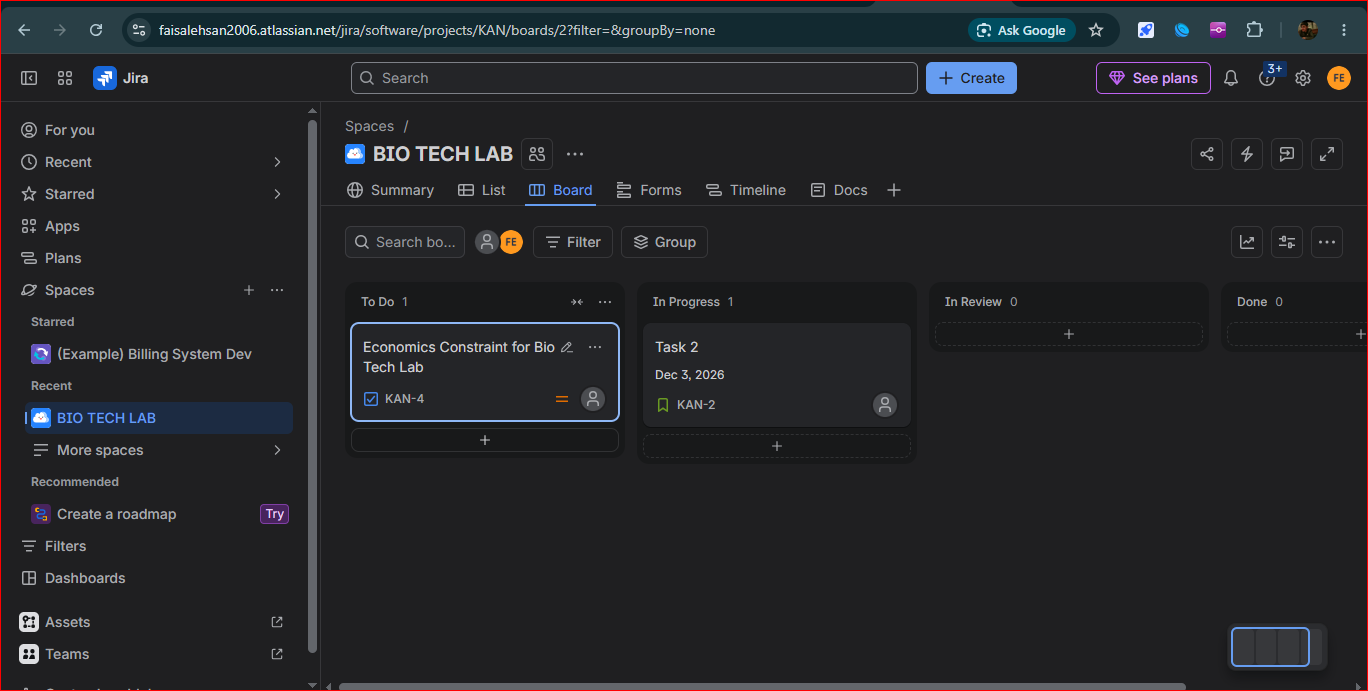 faisalehsan2006.atlassian.net/jira/software/projects/KAN/boards/2?filter=&groupBy=none
Ask Google
Jira
Search
Create
See plans
3+
FE
For you
Recent
Starred
Apps
Plans
Spaces
Starred
(Example) Billing System Dev
Recent
BIO TECH LAB
More spaces
Recommended
Create a roadmap
Try
Filters
Dashboards
Assets
Teams
Spaces /
BIO TECH LAB
Summary
List
Board
Forms
Timeline
Docs
Search bo...
FE
Filter
Group
To Do 1
Economics Constraint for Bio
Tech Lab
KAN-4
In Progress 1
Task 2
Dec 3, 2026
KAN-2
In Review 0
Done 0